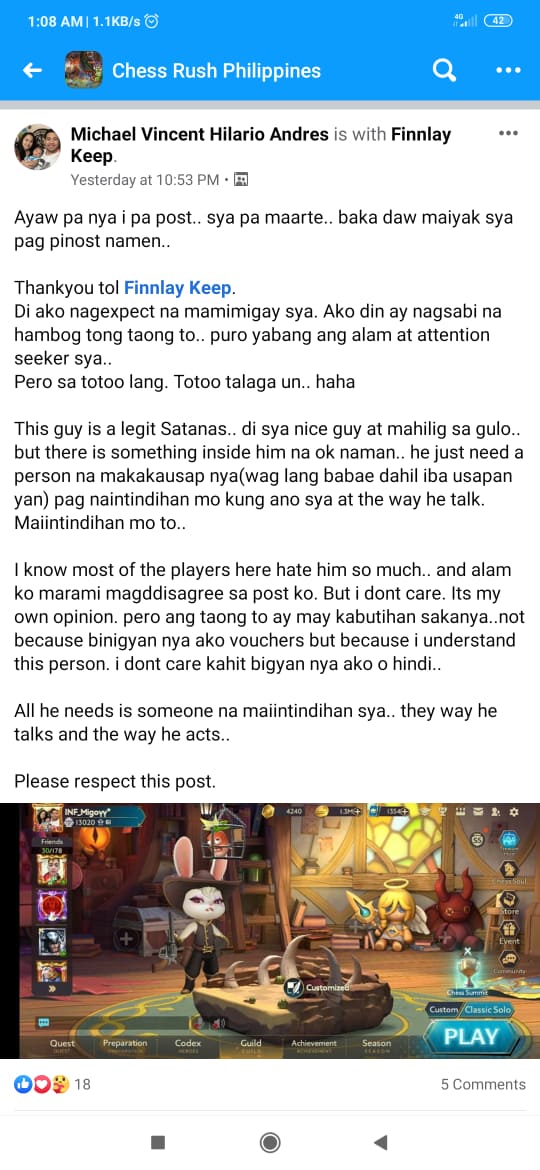 1:08 AM | 1.1KB/s
4G
42
Chess Rush Philippines
Michael Vincent Hilario Andres is with Finnlay
Keep.
Yesterday at 10:53 PM ·
Ayaw pa nya i pa post.. sya pa maarte.. baka daw maiyak sya
pag pinost namen..
Thankyou tol Finnlay Keep.
Di ako nagexpect na mamimigay sya. Ako din ay nagsabi na
hambog tong taong to.. puro yabang ang alam at attention
seeker sya..
Pero sa totoo lang. Totoo talaga un.. haha
This guy is a legit Satanas.. di sya nice guy at mahilig sa gulo..
but there is something inside him na ok naman.. he just need a
person na makakausap nya(wag lang babae dahil iba usapan
yan) pag naintindihan mo kung ano sya at the way he talk.
Maiintindihan mo to..
I know most of the players here hate him so much.. and alam
ko marami magddisagree sa post ko. But i dont care. Its my
own opinion. pero ang taong to ay may kabutihan sakanya..not
because binigyan nya ako vouchers but because i understand
this person. i dont care kahit bigyan nya ako o hindi..
All he needs is someone na maiintindihan sya.. they way he
talks and the way he acts..
Please respect this post.
INF_Migoyy"
13020
4240
1.3M+
1354+
Friends
30/178
Chess Soul
Store
Event
Community
Customized
Chess Summit
Custom / Classic Solo
PLAY
Quest
QUEST
Preparation
PREPARATION
Codex
HEROES
Guild
GUILD
Achievement
ACHIEVEMENT
Season
SEASON
18
5 Comments